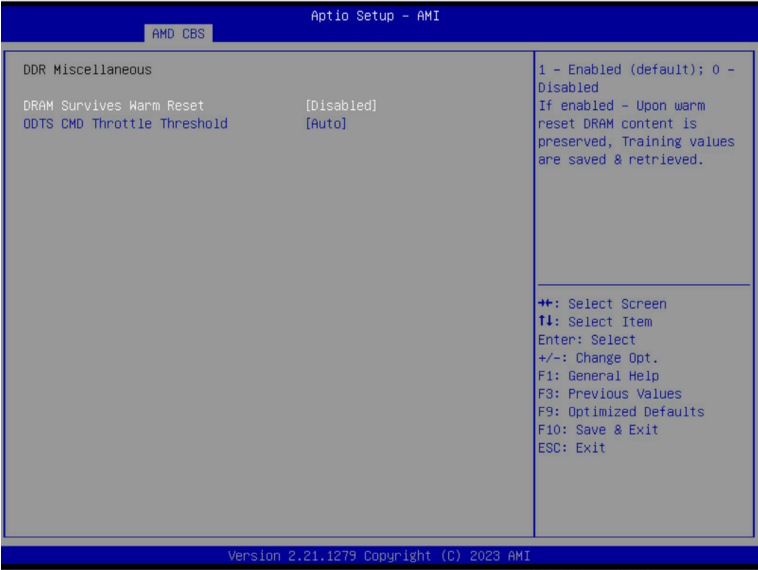 Aptio Setup – AMI
AMD CBS
DDR Miscellaneous
DRAM Survives Warm Reset [Disabled]
ODTS CMD Throttle Threshold [Auto]
1 – Enabled (default); 0 –
Disabled
If enabled – Upon warm
reset DRAM content is
preserved, Training values
are saved & retrieved.
→←: Select Screen
↑↓: Select Item
Enter: Select
+/-: Change Opt.
F1: General Help
F3: Previous Values
F9: Optimized Defaults
F10: Save & Exit
ESC: Exit
Version 2.21.1279 Copyright (C) 2023 AMI